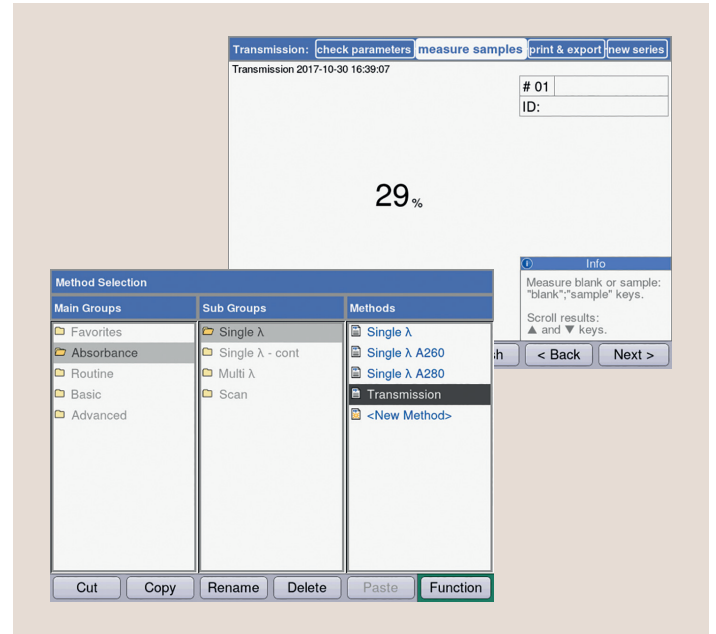 Transmission: check parameters measure samples print & export new series
Transmission 2017-10-30 16:39:07
# 01
ID:
29 %
Info
Measure blank or sample:
"blank";"sample" keys.
Scroll results:
▲ and ▼ keys.
< Back Next >
Method Selection
Main Groups Sub Groups Methods
Favorites Single λ Single λ
Absorbance Single λ - cont Single λ A260
Routine Multi λ Single λ A280
Basic Scan Transmission
Advanced <New Method>
Cut Copy Rename Delete Paste Function